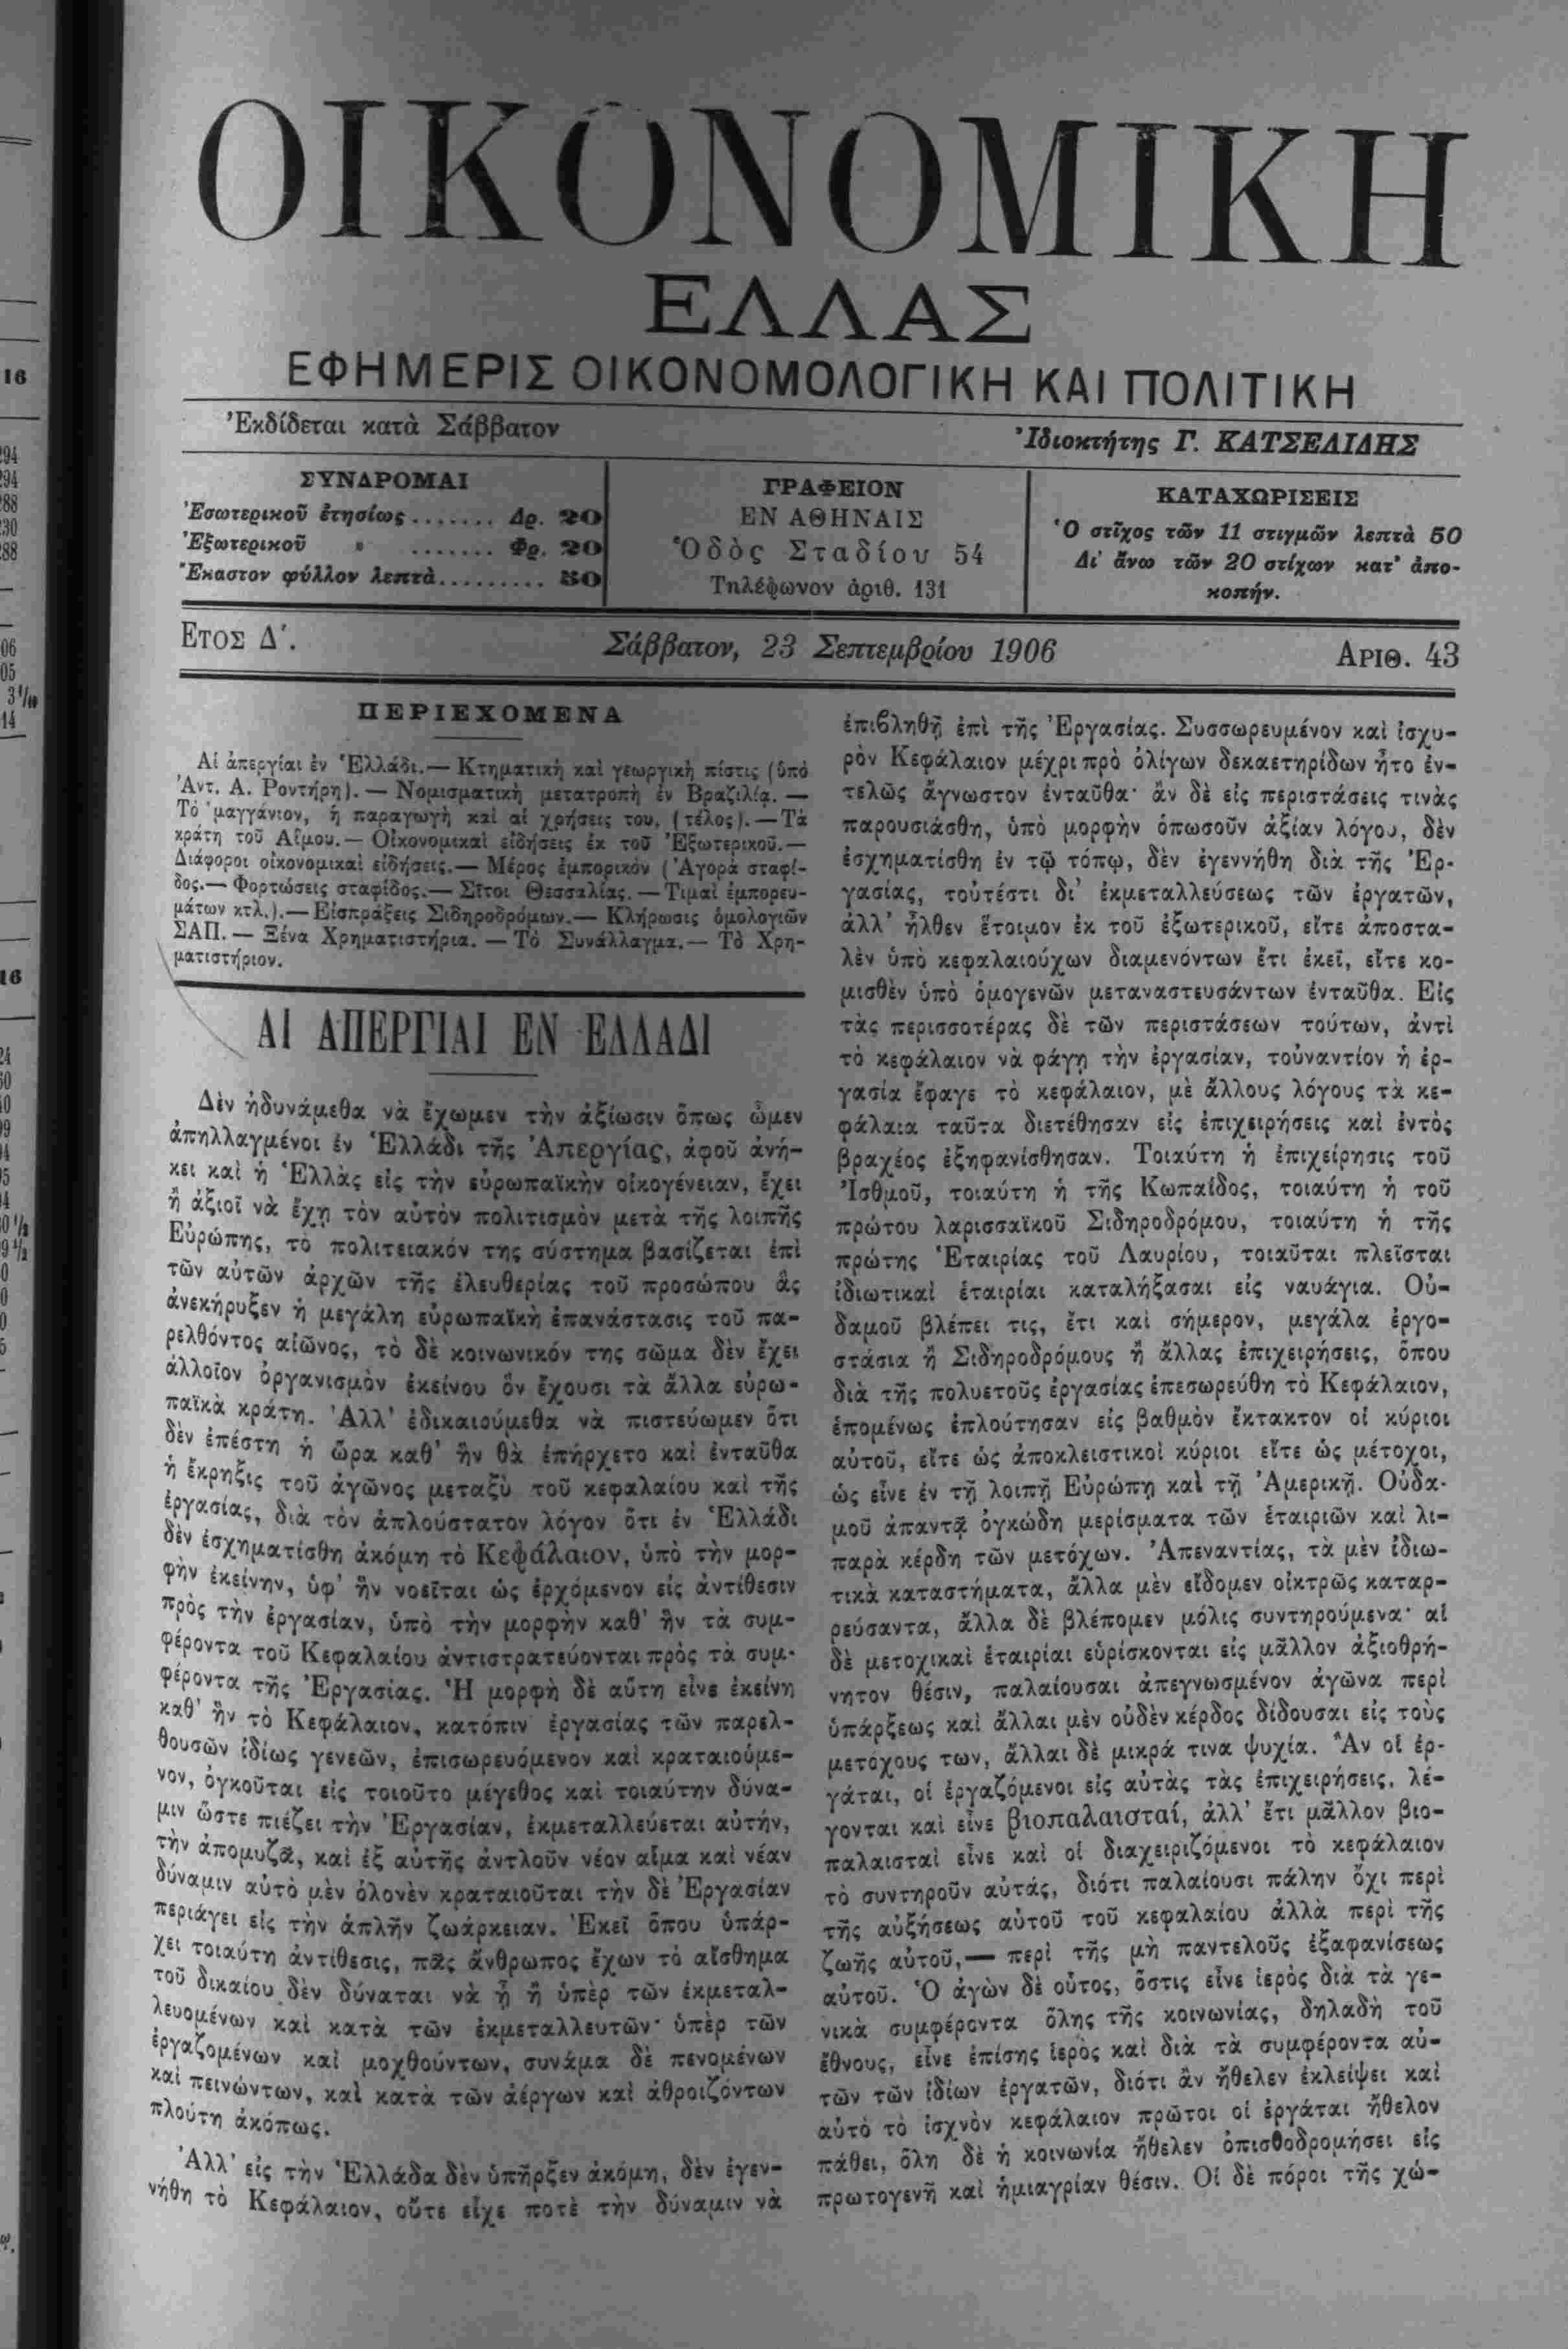 ΟΙΚΟΝΟΜΙΚΗ
ΕΛΛΑΣ
ΕΦΗΜΕΡΙΣ ΟΙΚΟΝΟΜΟΛΟΓΙΚΗ ΚΑΙ ΠΟΛΙΤΙΚΗ
Ἐκδίδεται κατὰ Σάββατον
Ἰδιοκτήτης Γ. ΚΑΤΣΕΛΙΔΗΣ
ΣΥΝΔΡΟΜΑΙ
Ἐσωτερικοῦ ἐτησίως ....... Δρ. 20
Ἐξωτερικοῦ » ....... Φρ. 20
Ἕκαστον φύλλον λεπτὰ......... 50
ΓΡΑΦΕΙΟΝ
ΕΝ ΑΘΗΝΑΙΣ
Ὁδὸς Σταδίου 54
Τηλέφωνον ἀριθ. 131
ΚΑΤΑΧΩΡΙΣΕΙΣ
Ὁ στῖχος τῶν 11 στιγμῶν λεπτὰ 50
Δι' ἄνω τῶν 20 στίχων κατ' ἀπο-
κοπήν.
ΕΤΟΣ Δ΄.
Σάββατον, 23 Σεπτεμβρίου 1906
ΑΡΙΘ. 43
ΠΕΡΙΕΧΟΜΕΝΑ
Αἱ ἀπεργίαι ἐν Ἑλλάδι.— Κτηματικὴ καὶ γεωργικὴ πίστις (ὑπὸ
Ἀντ. Α. Ροντήρη). — Νομισματικὴ μετατροπὴ ἐν Βραζιλίᾳ. —
Τὸ μαγγάνιον, ἡ παραγωγὴ καὶ αἱ χρήσεις του, (τέλος).— Τὰ
κράτη τοῦ Αἵμου.— Οἰκονομικαὶ εἰδήσεις ἐκ τοῦ Ἐξωτερικοῦ.—
Διάφοροι οἰκονομικαὶ εἰδήσεις.— Μέρος ἐμπορικόν (Ἀγορὰ σταφί-
δος.— Φορτώσεις σταφίδος.— Σῖτοι Θεσσαλίας. — Τιμαὶ ἐμπορευ-
μάτων κτλ.).— Εἰσπράξεις Σιδηροδρόμων.— Κλήρωσις ὁμολογιῶν
ΣΑΠ. — Ξένα Χρηματιστήρια. — Τὸ Συνάλλαγμα.— Τὸ Χρη-
ματιστήριον.
ΑΙ ΑΠΕΡΓΙΑΙ ΕΝ ΕΛΛΑΔΙ
Δὲν ἠδυνάμεθα νὰ ἔχωμεν τὴν ἀξίωσιν ὅπως ὦμεν
ἀπηλλαγμένοι ἐν Ἑλλάδι τῆς Ἀπεργίας, ἀφοῦ ἀνή-
κει καὶ ἡ Ἑλλὰς εἰς τὴν εὐρωπαϊκὴν οἰκογένειαν, ἔχει
ἢ ἀξιοῖ νὰ ἔχῃ τὸν αὐτὸν πολιτισμὸν μετὰ τῆς λοιπῆς
Εὐρώπης, τὸ πολιτειακόν της σύστημα βασίζεται ἐπὶ
τῶν αὐτῶν ἀρχῶν τῆς ἐλευθερίας τοῦ προσώπου ἃς
ἀνεκήρυξεν ἡ μεγάλη εὐρωπαϊκὴ ἐπανάστασις τοῦ πα-
ρελθόντος αἰῶνος, τὸ δὲ κοινωνικόν της σῶμα δὲν ἔχει
ἀλλοῖον ὀργανισμὸν ἐκείνου ὃν ἔχουσι τὰ ἄλλα εὐρω-
παϊκὰ κράτη. Ἀλλ' ἐδικαιούμεθα νὰ πιστεύωμεν ὅτι
δὲν ἐπέστη ἡ ὥρα καθ' ἣν θὰ ἐπήρχετο καὶ ἐνταῦθα
ἡ ἔκρηξις τοῦ ἀγῶνος μεταξὺ τοῦ κεφαλαίου καὶ τῆς
ἐργασίας, διὰ τὸν ἁπλούστατον λόγον ὅτι ἐν Ἑλλάδι
δὲν ἐσχηματίσθη ἀκόμη τὸ Κεφάλαιον, ὑπὸ τὴν μορ-
φὴν ἐκείνην, ὑφ' ἣν νοεῖται ὡς ἐρχόμενον εἰς ἀντίθεσιν
πρὸς τὴν ἐργασίαν, ὑπὸ τὴν μορφὴν καθ' ἣν τὰ συμ-
φέροντα τοῦ Κεφαλαίου ἀντιστρατεύονται πρὸς τὰ συμ-
φέροντα τῆς Ἐργασίας. Ἡ μορφὴ δὲ αὕτη εἶνε ἐκείνη
καθ' ἣν τὸ Κεφάλαιον, κατόπιν ἐργασίας τῶν παρελ-
θουσῶν ἰδίως γενεῶν, ἐπισωρευόμενον καὶ κραταιούμε-
νον, ὀγκοῦται εἰς τοιοῦτο μέγεθος καὶ τοιαύτην δύνα-
μιν ὥστε πιέζει τὴν Ἐργασίαν, ἐκμεταλλεύεται αὐτήν,
τὴν ἀπομυζᾷ, καὶ ἐξ αὐτῆς ἀντλοῦν νέον αἷμα καὶ νέαν
δύναμιν αὐτὸ μὲν ὁλονὲν κραταιοῦται τὴν δὲ Ἐργασίαν
περιάγει εἰς τὴν ἁπλῆν ζωάρκειαν. Ἐκεῖ ὅπου ὑπάρ-
χει τοιαύτη ἀντίθεσις, πᾶς ἄνθρωπος ἔχων τὸ αἴσθημα
τοῦ δικαίου δὲν δύναται νὰ ᾖ ἢ ὑπὲρ τῶν ἐκμεταλ-
λευομένων καὶ κατὰ τῶν ἐκμεταλλευτῶν· ὑπὲρ τῶν
ἐργαζομένων καὶ μοχθούντων, συνάμα δὲ πενομένων
καὶ πεινώντων, καὶ κατὰ τῶν ἀέργων καὶ ἀθροιζόντων
πλούτη ἀκόπως.
Ἀλλ' εἰς τὴν Ἑλλάδα δὲν ὑπῆρξεν ἀκόμη, δὲν ἐγεν-
νήθη τὸ Κεφάλαιον, οὔτε εἶχε ποτὲ τὴν δύναμιν νὰ
ἐπιβληθῇ ἐπὶ τῆς Ἐργασίας. Συσσωρευμένον καὶ ἰσχυ-
ρὸν Κεφάλαιον μέχρι πρὸ ὀλίγων δεκαετηρίδων ἦτο ἐν-
τελῶς ἄγνωστον ἐνταῦθα· ἂν δὲ εἰς περιστάσεις τινὰς
παρουσιάσθη, ὑπὸ μορφὴν ὁπωσοῦν ἀξίαν λόγου, δὲν
ἐσχηματίσθη ἐν τῷ τόπῳ, δὲν ἐγεννήθη διὰ τῆς Ἐρ-
γασίας, τοὐτέστι δι' ἐκμεταλλεύσεως τῶν ἐργατῶν,
ἀλλ' ἦλθεν ἕτοιμον ἐκ τοῦ ἐξωτερικοῦ, εἴτε ἀποστα-
λὲν ὑπὸ κεφαλαιούχων διαμενόντων ἔτι ἐκεῖ, εἴτε κο-
μισθὲν ὑπὸ ὁμογενῶν μεταναστευσάντων ἐνταῦθα. Εἰς
τὰς περισσοτέρας δὲ τῶν περιστάσεων τούτων, ἀντὶ
τὸ κεφάλαιον νὰ φάγῃ τὴν ἐργασίαν, τοὐναντίον ἡ ἐρ-
γασία ἔφαγε τὸ κεφάλαιον, μὲ ἄλλους λόγους τὰ κε-
φάλαια ταῦτα διετέθησαν εἰς ἐπιχειρήσεις καὶ ἐντὸς
βραχέος ἐξηφανίσθησαν. Τοιαύτη ἡ ἐπιχείρησις τοῦ
Ἰσθμοῦ, τοιαύτη ἡ τῆς Κωπαΐδος, τοιαύτη ἡ τοῦ
πρώτου λαρισσαϊκοῦ Σιδηροδρόμου, τοιαύτη ἡ τῆς
πρώτης Ἑταιρίας τοῦ Λαυρίου, τοιαῦται πλεῖσται
ἰδιωτικαὶ ἑταιρίαι καταλήξασαι εἰς ναυάγια. Οὐ-
δαμοῦ βλέπει τις, ἔτι καὶ σήμερον, μεγάλα ἐργο-
στάσια ἢ Σιδηροδρόμους ἢ ἄλλας ἐπιχειρήσεις, ὅπου
διὰ τῆς πολυετοῦς ἐργασίας ἐπεσωρεύθη τὸ Κεφάλαιον,
ἑπομένως ἐπλούτησαν εἰς βαθμὸν ἔκτακτον οἱ κύριοι
αὐτοῦ, εἴτε ὡς ἀποκλειστικοὶ κύριοι εἴτε ὡς μέτοχοι,
ὡς εἶνε ἐν τῇ λοιπῇ Εὐρώπῃ καὶ τῇ Ἀμερικῇ. Οὐδα-
μοῦ ἀπαντᾷ ὀγκώδη μερίσματα τῶν ἑταιριῶν καὶ λι-
παρὰ κέρδη τῶν μετόχων. Ἀπεναντίας, τὰ μὲν ἰδιω-
τικὰ καταστήματα, ἄλλα μὲν εἴδομεν οἰκτρῶς καταρ-
ρεύσαντα, ἄλλα δὲ βλέπομεν μόλις συντηρούμενα· αἱ
δὲ μετοχικαὶ ἑταιρίαι εὑρίσκονται εἰς μᾶλλον ἀξιοθρή-
νητον θέσιν, παλαίουσαι ἀπεγνωσμένον ἀγῶνα περὶ
ὑπάρξεως καὶ ἄλλαι μὲν οὐδὲν κέρδος δίδουσαι εἰς τοὺς
μετόχους των, ἄλλαι δὲ μικρά τινα ψυχία. Ἂν οἱ ἐρ-
γάται, οἱ ἐργαζόμενοι εἰς αὐτὰς τὰς ἐπιχειρήσεις, λέ-
γονται καὶ εἶνε βιοπαλαισταί, ἀλλ' ἔτι μᾶλλον βιο-
παλαισταὶ εἶνε καὶ οἱ διαχειριζόμενοι τὸ κεφάλαιον
τὸ συντηροῦν αὐτάς, διότι παλαίουσι πάλην ὄχι περὶ
τῆς αὐξήσεως αὐτοῦ τοῦ κεφαλαίου ἀλλὰ περὶ τῆς
ζωῆς αὐτοῦ,— περὶ τῆς μὴ παντελοῦς ἐξαφανίσεως
αὐτοῦ. Ὁ ἀγὼν δὲ οὗτος, ὅστις εἶνε ἱερὸς διὰ τὰ γε-
νικὰ συμφέροντα ὅλης τῆς κοινωνίας, δηλαδὴ τοῦ
ἔθνους, εἶνε ἐπίσης ἱερὸς καὶ διὰ τὰ συμφέροντα αὐ-
τῶν τῶν ἰδίων ἐργατῶν, διότι ἂν ἤθελεν ἐκλείψει καὶ
αὐτὸ τὸ ἰσχνὸν κεφάλαιον πρῶτοι οἱ ἐργάται ἤθελον
πάθει, ὅλη δὲ ἡ κοινωνία ἤθελεν ὀπισθοδρομήσει εἰς
πρωτογενῆ καὶ ἡμιαγρίαν θέσιν. Οἱ δὲ πόροι τῆς χώ-